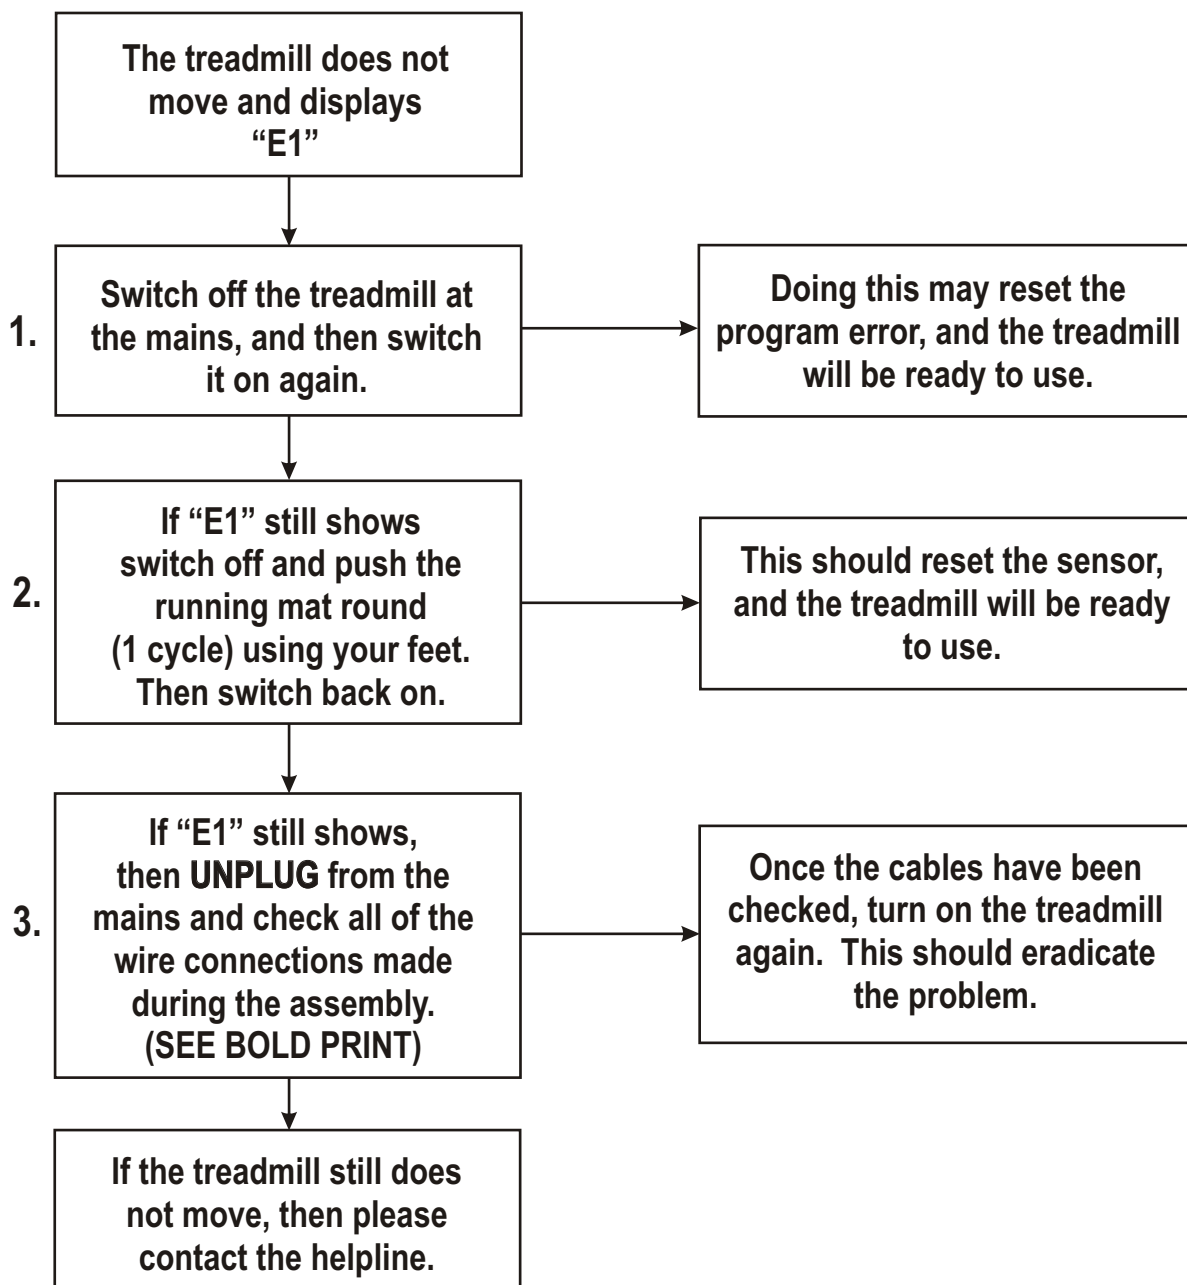 The treadmill does not
move and displays
“E1”
1.
Switch off the treadmill at
the mains, and then switch
it on again.
Doing this may reset the
program error, and the treadmill
will be ready to use.
2.
If “E1” still shows
switch off and push the
running mat round
(1 cycle) using your feet.
Then switch back on.
This should reset the sensor,
and the treadmill will be ready
to use.
3.
If “E1” still shows,
then UNPLUG from the
mains and check all of the
wire connections made
during the assembly.
(SEE BOLD PRINT)
Once the cables have been
checked, turn on the treadmill
again.  This should eradicate
the problem.
If the treadmill still does
not move, then please
contact the helpline.